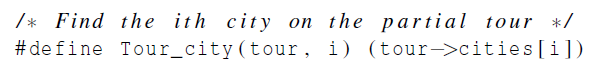 /* Find the ith city on the partial tour */
#define Tour_city(tour, i) (tour->cities[i])